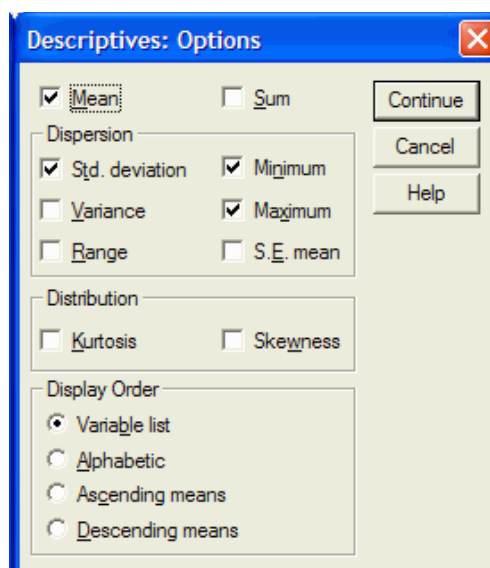 Descriptives: Options
Mean
Sum
Continue
Dispersion
Cancel
Std. deviation
Minimum
Help
Variance
Maximum
Range
S.E. mean
Distribution
Kurtosis
Skewness
Display Order
Variable list
Alphabetic
Ascending means
Descending means